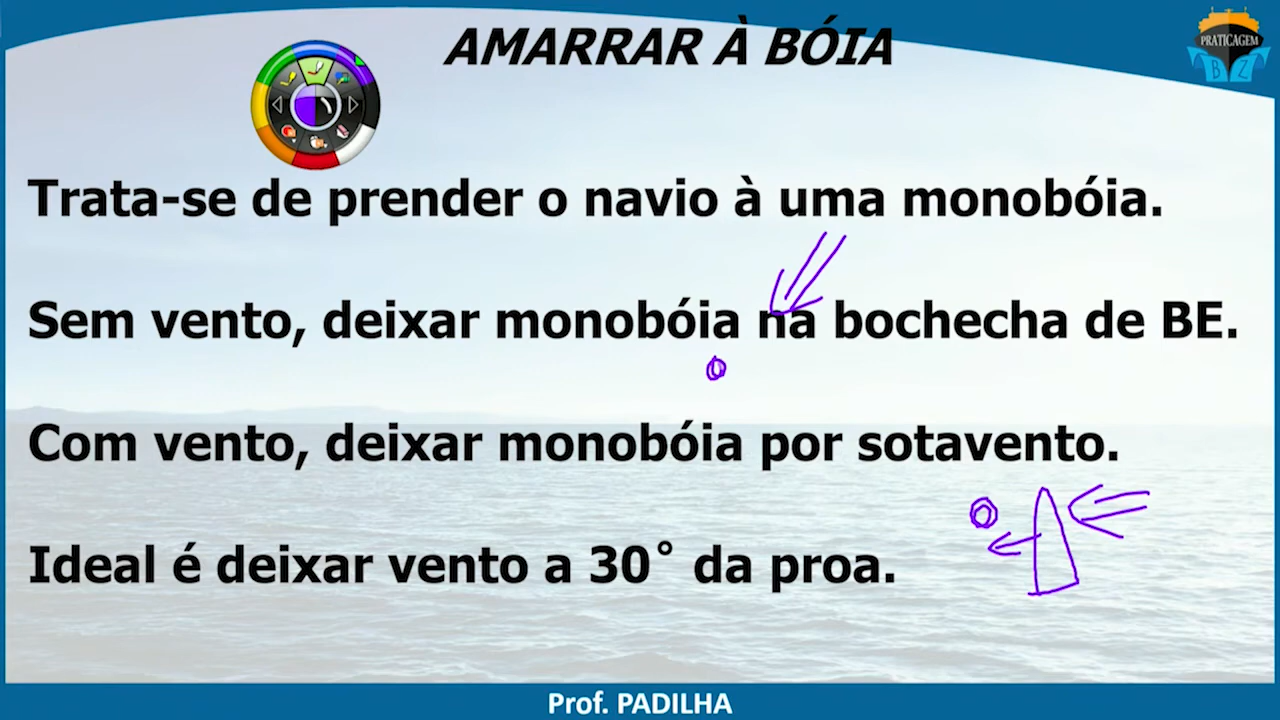 AMARRAR À BÓIA
PRATICAGEM
B Z
Trata-se de prender o navio à uma monobóia.
Sem vento, deixar monobóia na bochecha de BE.
Com vento, deixar monobóia por sotavento.
Ideal é deixar vento a 30° da proa.
Prof. PADILHA